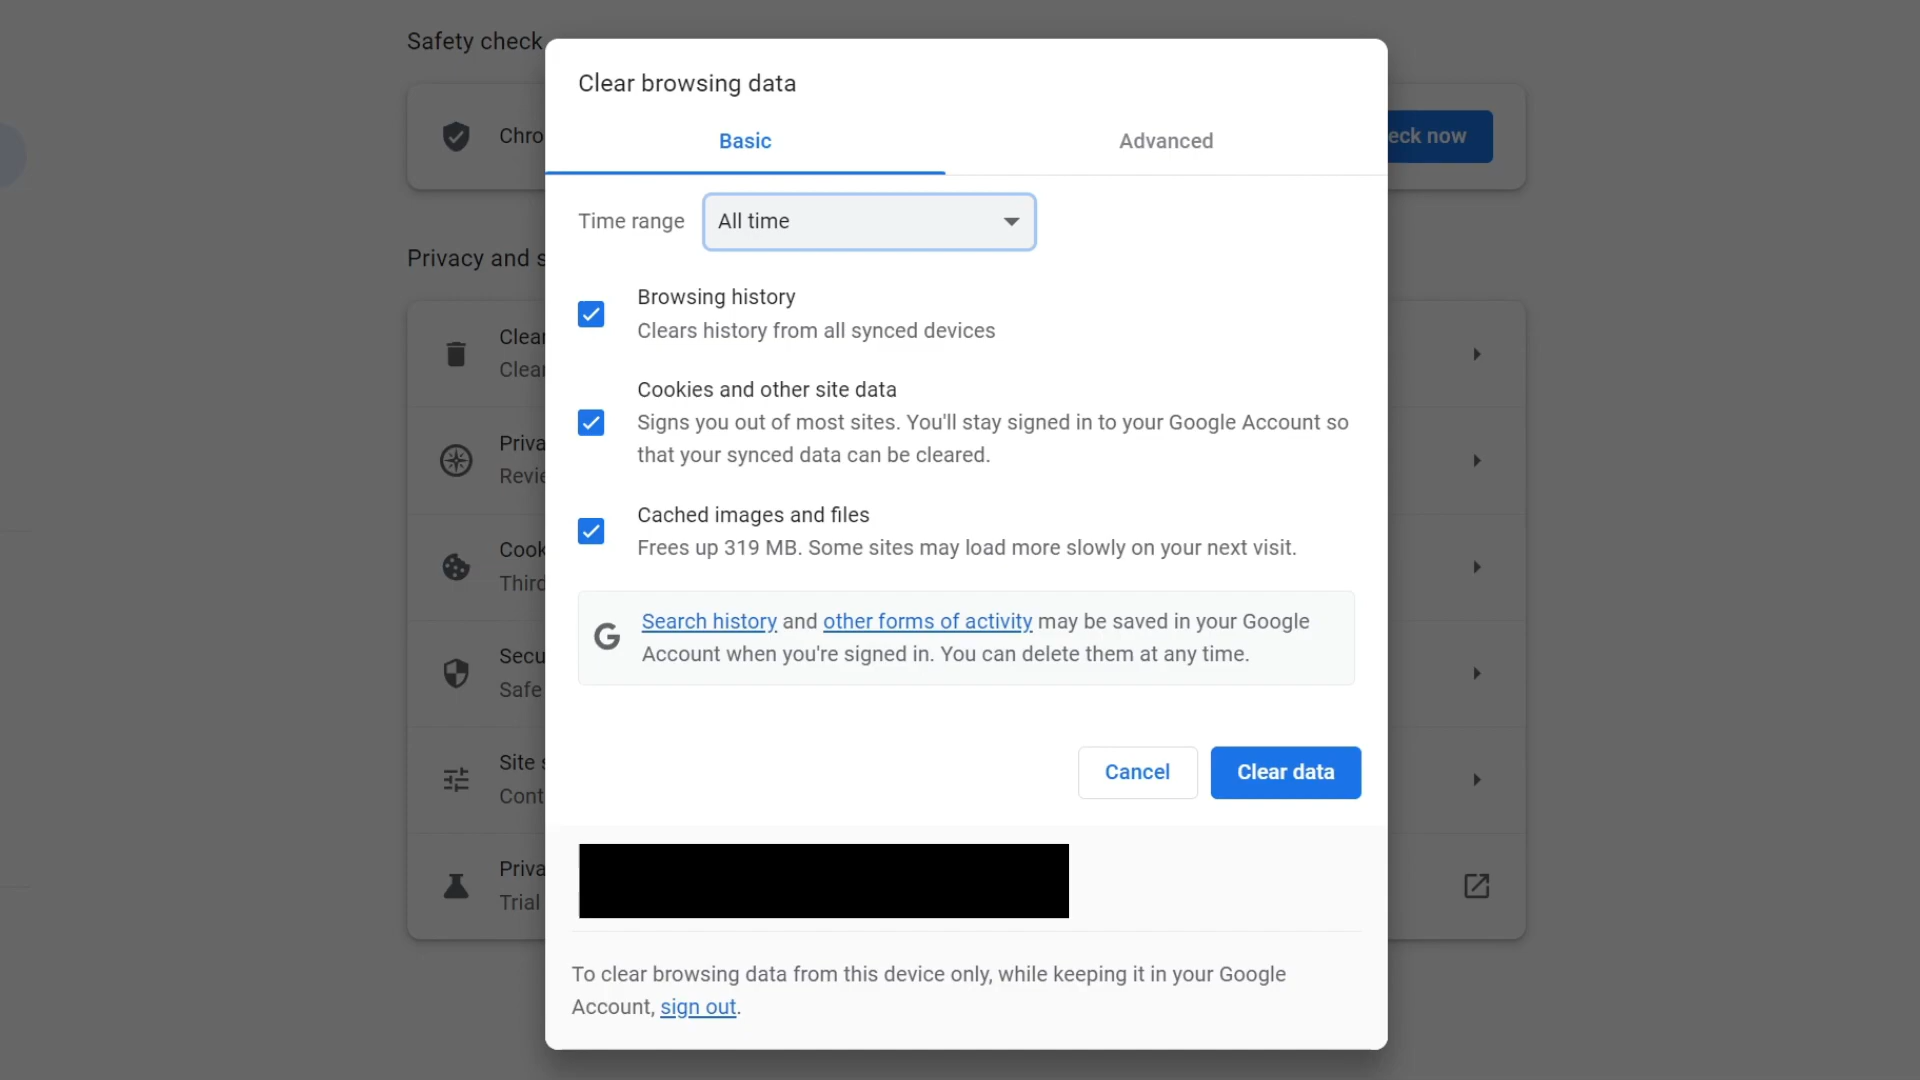 Safety check
Clear browsing data
Basic
Advanced
Time range
All time
Browsing history
Clears history from all synced devices
Cookies and other site data
Signs you out of most sites. You'll stay signed in to your Google Account so
that your synced data can be cleared.
Cached images and files
Frees up 319 MB. Some sites may load more slowly on your next visit.
Search history and other forms of activity may be saved in your Google
Account when you're signed in. You can delete them at any time.
Cancel
Clear data
To clear browsing data from this device only, while keeping it in your Google
Account, sign out.
Chro
eck now
Privacy and s
Clear
Clear
Priva
Revie
Cook
Third
Secu
Safe
Site s
Cont
Priva
Trial